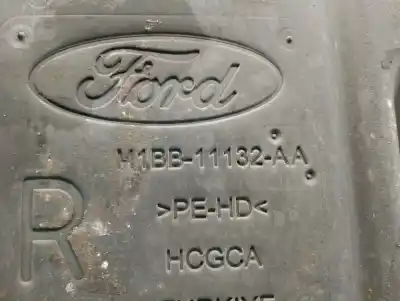 Ford
H1BB-11132-AA
>PE-HD<
R
HCGCA